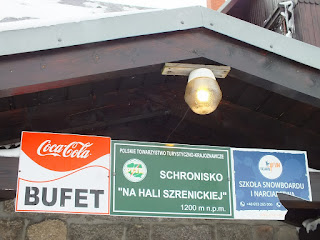 Coca-Cola
BUFET
POLSKIE TOWARZYSTWO TURYSTYCZNO-KRAJOZNAWCZE
SCHRONISKO
"NA HALI SZRENICKIEJ"
1200 m n.p.m.
SZKOŁA SNOWBOARDU
I NARCIARSTWA